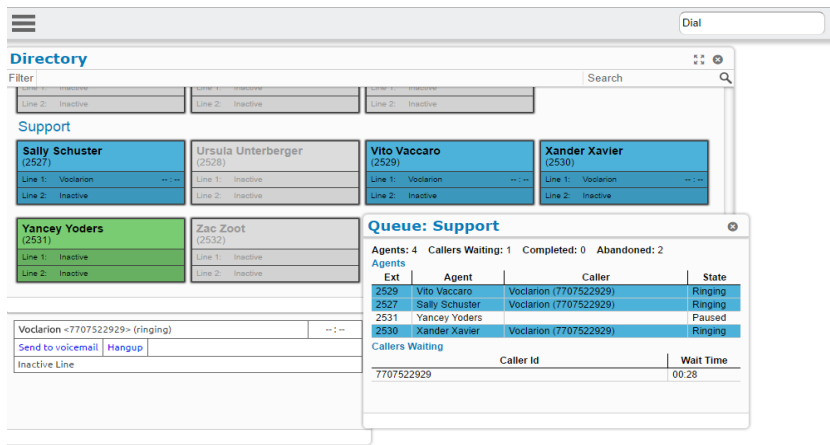 Dial
Directory
Filter Search
Line 1: Inactive Line 1: Inactive Line 1: Inactive
Line 2: Inactive Line 2: Inactive Line 2: Inactive
Support
Sally Schuster Ursula Unterberger Vito Vaccaro Xander Xavier
(2527) (2528) (2529) (2530)
Line 1: Voclarion --:-- Line 1: Inactive Line 1: Voclarion --:-- Line 1: Voclarion --:--
Line 2: Inactive Line 2: Inactive Line 2: Inactive Line 2: Inactive
Yancey Yoders Zac Zoot
(2531) (2532)
Line 1: Inactive Line 1: Inactive
Line 2: Inactive Line 2: Inactive
Voclarion <7707522929> (ringing) --:--
Send to voicemail Hangup
Inactive Line
Queue: Support
Agents: 4 Callers Waiting: 1 Completed: 0 Abandoned: 2
Agents
Ext Agent Caller State
2529 Vito Vaccaro Voclarion (7707522929) Ringing
2527 Sally Schuster Voclarion (7707522929) Ringing
2531 Yancey Yoders Paused
2530 Xander Xavier Voclarion (7707522929) Ringing
Callers Waiting
Caller Id Wait Time
7707522929 00:28